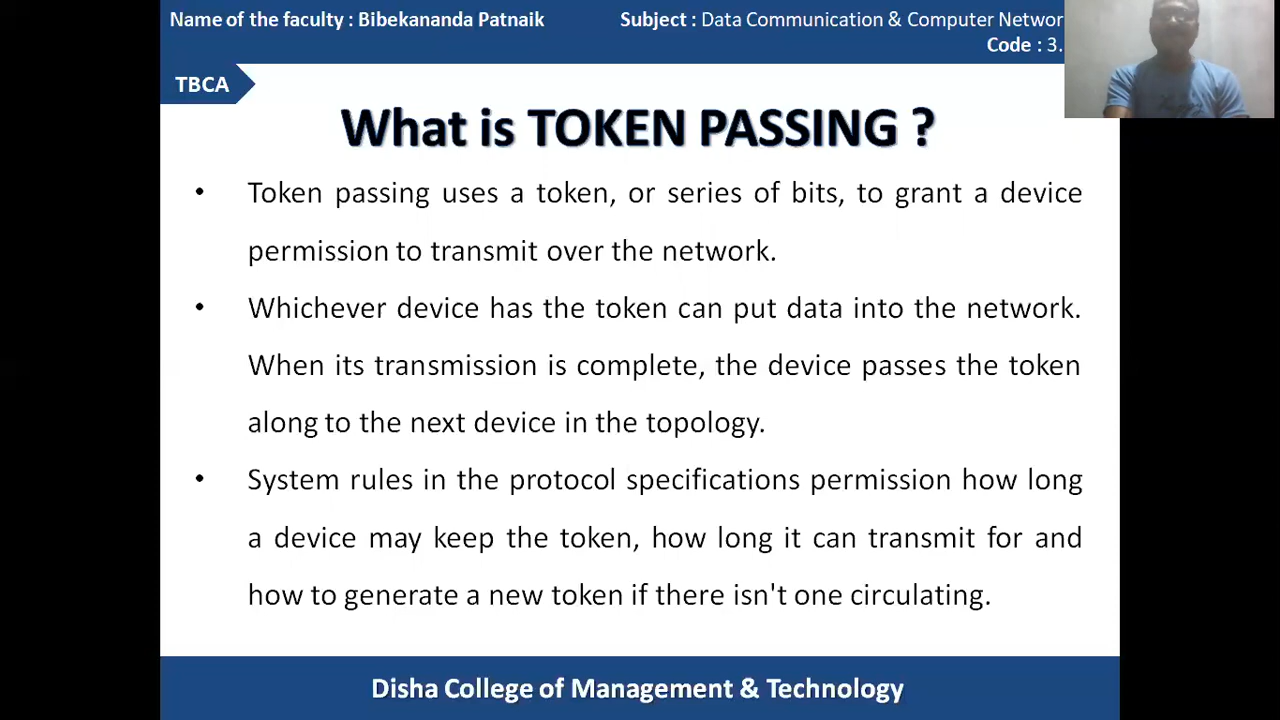 Name of the faculty : Bibekananda Patnaik
Subject : Data Communication & Computer Networ
Code : 3.
TBCA
What is TOKEN PASSING ?
• Token passing uses a token, or series of bits, to grant a device
permission to transmit over the network.
• Whichever device has the token can put data into the network.
When its transmission is complete, the device passes the token
along to the next device in the topology.
• System rules in the protocol specifications permission how long
a device may keep the token, how long it can transmit for and
how to generate a new token if there isn't one circulating.
Disha College of Management & Technology